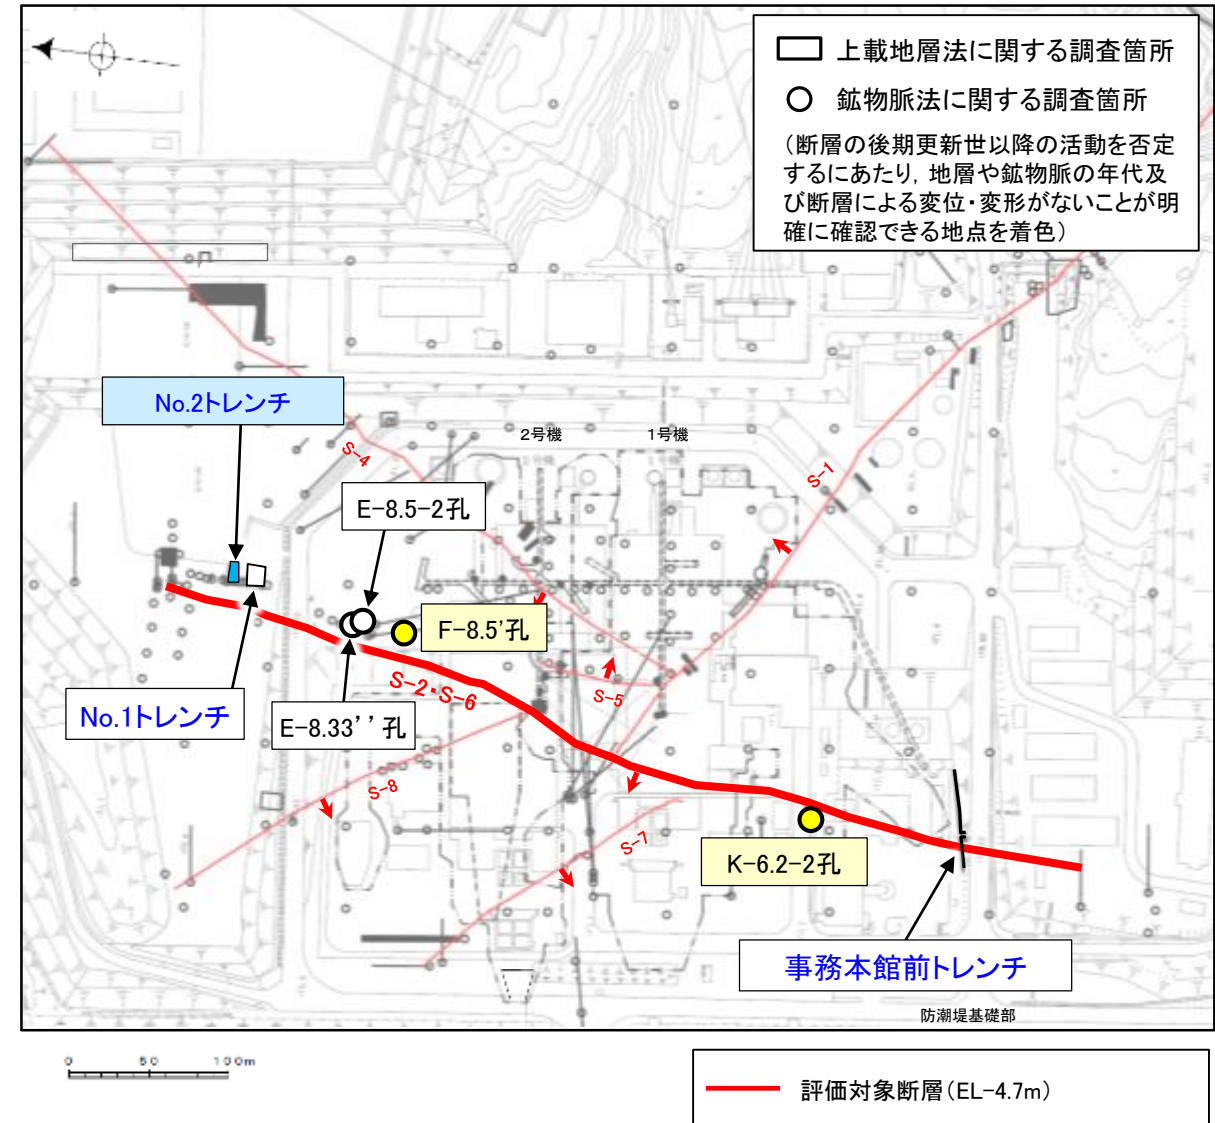 上載地層法に関する調査箇所
鉱物脈法に関する調査箇所
(断層の後期更新世以降の活動を否定
するにあたり，地層や鉱物脈の年代及
び断層による変位・変形がないことが明
確に確認できる地点を着色)
No.2トレンチ
2号機
1号機
S-4
S-1
E-8.5-2孔
F-8.5'孔
S-2・S-6
S-5
No.1トレンチ
E-8.33''孔
S-8
S-7
K-6.2-2孔
事務本館前トレンチ
防潮堤基礎部
0 50 100m
評価対象断層(EL-4.7m)